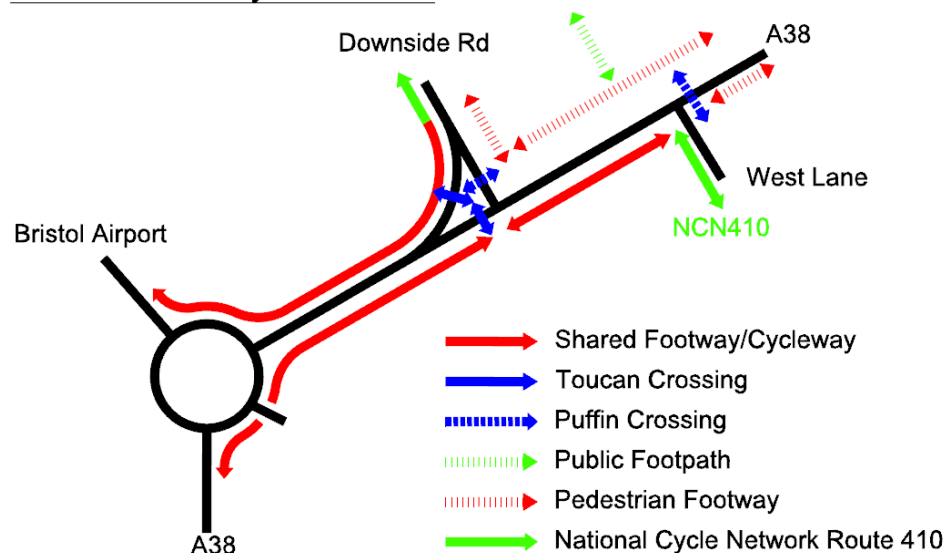 A38
Downside Rd
West Lane
Bristol Airport
NCN410
Shared Footway/Cycleway
Toucan Crossing
Puffin Crossing
Public Footpath
Pedestrian Footway
National Cycle Network Route 410
A38